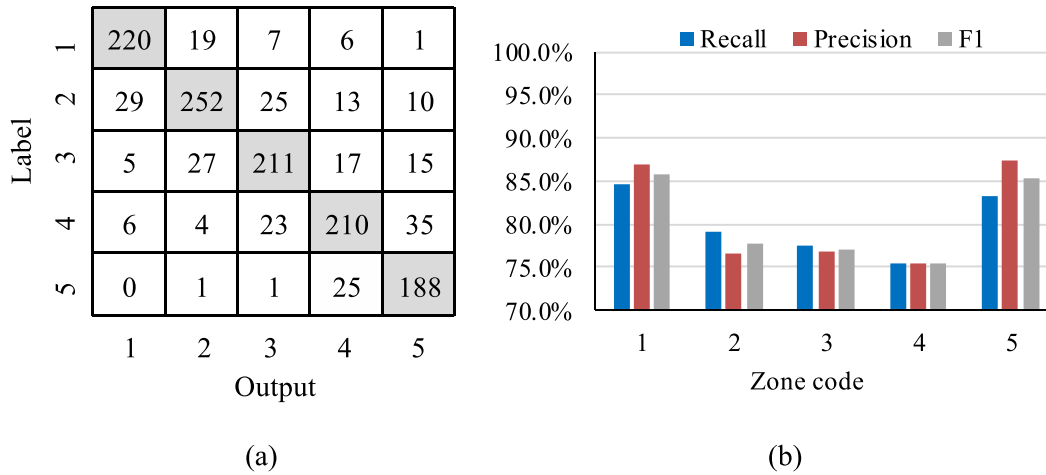 1 220 19 7 6 1
2 29 252 25 13 10
3 5 27 211 17 15
4 6 4 23 210 35
5 0 1 1 25 188
1 2 3 4 5
Label
Output
(a)
Recall Precision F1
100.0%
95.0%
90.0%
85.0%
80.0%
75.0%
70.0%
1 2 3 4 5
Zone code
(b)